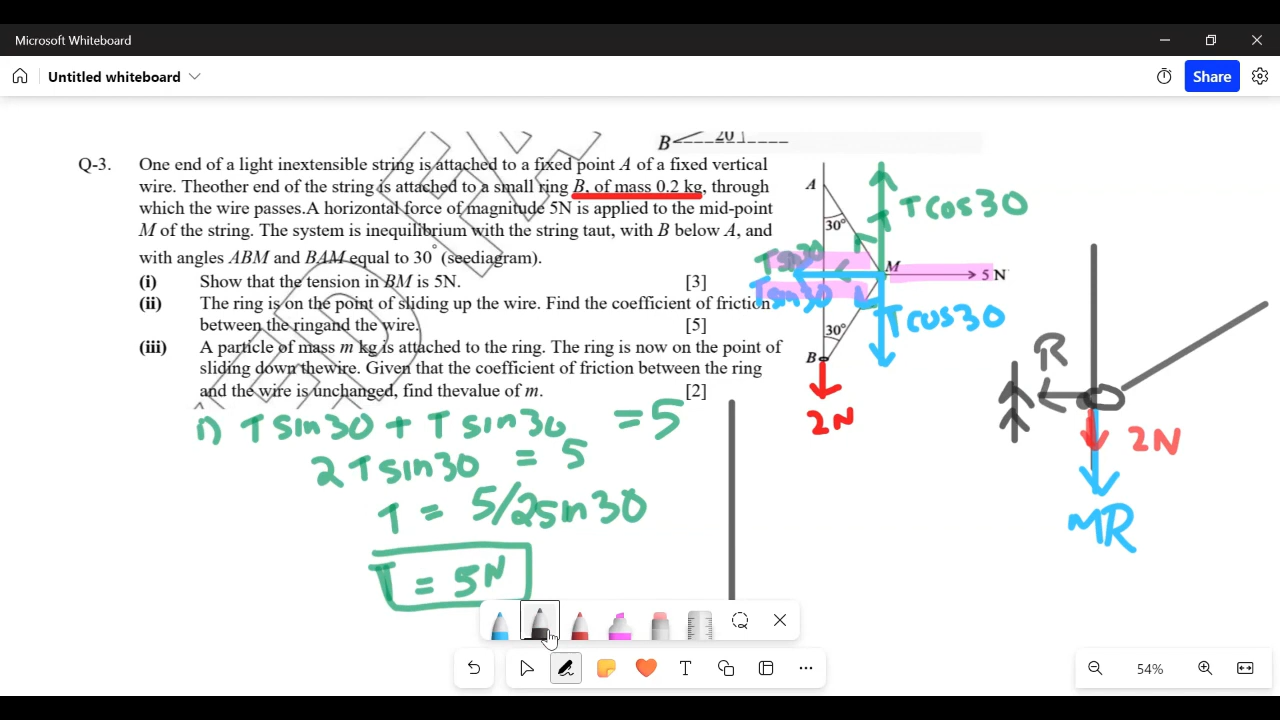 Microsoft Whiteboard
Untitled whiteboard
Share
B 20
Q-3. One end of a light inextensible string is attached to a fixed point A of a fixed vertical
wire. Theother end of the string is attached to a small ring B, of mass 0.2 kg, through
which the wire passes.A horizontal force of magnitude 5N is applied to the mid-point
M of the string. The system is inequilibrium with the string taut, with B below A, and
with angles ABM and BAM equal to 30° (seediagram).
(i) Show that the tension in BM is 5N. [3]
(ii) The ring is on the point of sliding up the wire. Find the coefficient of friction
between the ringand the wire. [5]
(iii) A particle of mass m kg is attached to the ring. The ring is now on the point of
sliding down thewire. Given that the coefficient of friction between the ring
and the wire is unchanged, find thevalue of m. [2]
A
30°
T
Tcos30
Tsin30
M
5 N
Tsin30
Tcos30
30°
B
2N
R
2N
MR
1) Tsin30 + Tsin30 = 5
2Tsin30 = 5
T = 5/2sin30
T = 5N
T
54%